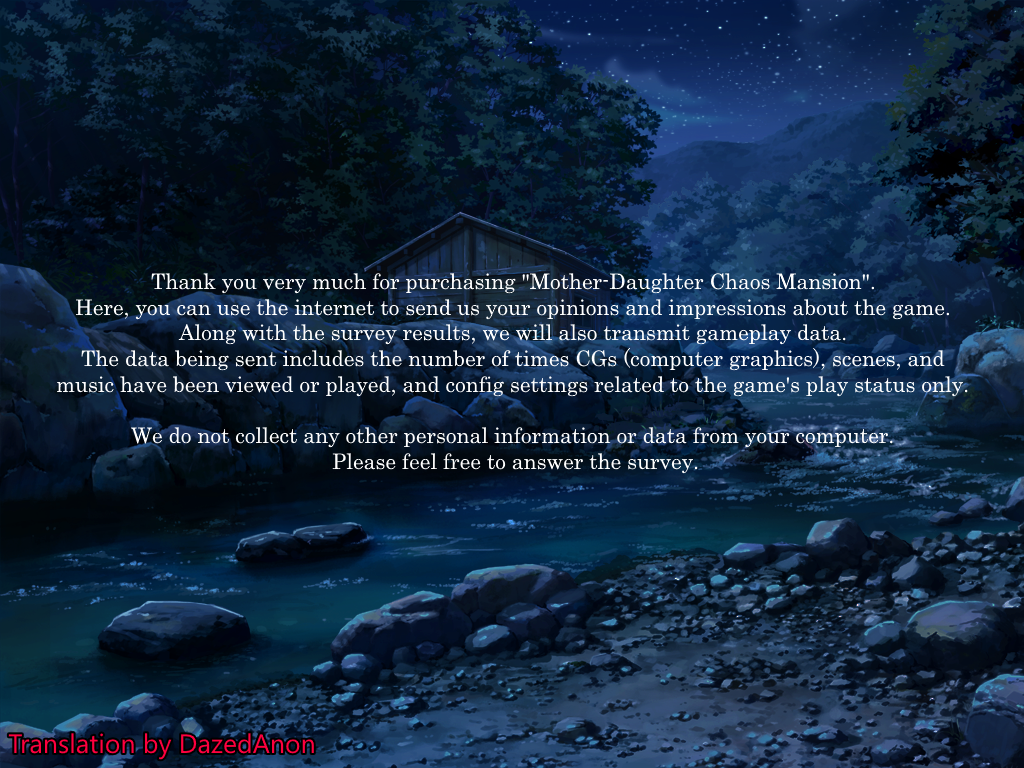 Thank you very much for purchasing "Mother-Daughter Chaos Mansion".
Here, you can use the internet to send us your opinions and impressions about the game.
Along with the survey results, we will also transmit gameplay data.
The data being sent includes the number of times CGs (computer graphics), scenes, and
music have been viewed or played, and config settings related to the game's play status only.
We do not collect any other personal information or data from your computer.
Please feel free to answer the survey.
Translation by DazedAnon